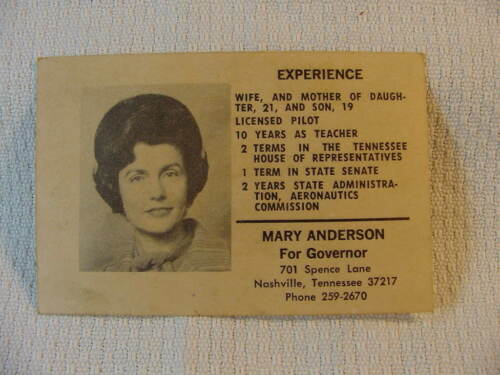 EXPERIENCE
WIFE, AND MOTHER OF DAUGH-
TER, 21, AND SON, 19
LICENSED PILOT
10 YEARS AS TEACHER
2 TERMS IN THE TENNESSEE
HOUSE OF REPRESENTATIVES
1 TERM IN STATE SENATE
2 YEARS STATE ADMINISTRA-
TION, AERONAUTICS
COMMISSION
MARY ANDERSON
For Governor
701 Spence Lane
Nashville, Tennessee 37217
Phone 259-2670